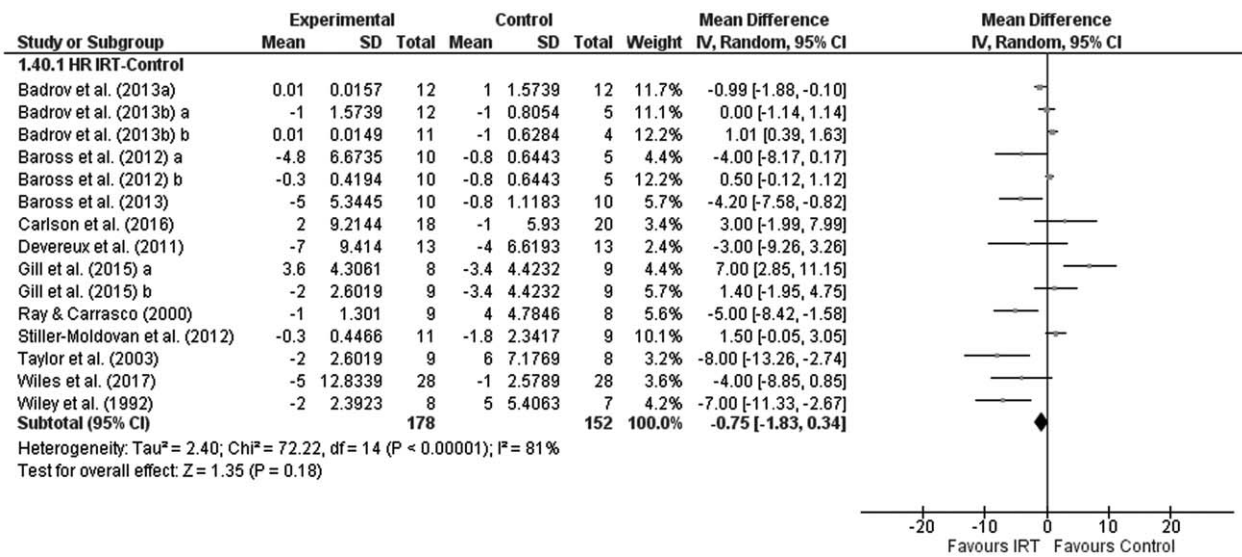 Experimental Control Mean Difference Mean Difference
Study or Subgroup Mean SD Total Mean SD Total Weight IV, Random, 95% CI IV, Random, 95% CI
1.40.1 HR IRT-Control
Badrov et al. (2013a) 0.01 0.0157 12 1 1.5739 12 11.7% -0.99 [-1.88, -0.10]
Badrov et al. (2013b) a -1 1.5739 12 -1 0.8054 5 11.1% 0.00 [-1.14, 1.14]
Badrov et al. (2013b) b 0.01 0.0149 11 -1 0.6284 4 12.2% 1.01 [0.39, 1.63]
Baross et al. (2012) a -4.8 6.6735 10 -0.8 0.6443 5 4.4% -4.00 [-8.17, 0.17]
Baross et al. (2012) b -0.3 0.4194 10 -0.8 0.6443 5 12.2% 0.50 [-0.12, 1.12]
Baross et al. (2013) -5 5.3445 10 -0.8 1.1183 10 5.7% -4.20 [-7.58, -0.82]
Carlson et al. (2016) 2 9.2144 18 -1 5.93 20 3.4% 3.00 [-1.99, 7.99]
Devereux et al. (2011) -7 9.414 13 -4 6.6193 13 2.4% -3.00 [-9.26, 3.26]
Gill et al. (2015) a 3.6 4.3061 8 -3.4 4.4232 9 4.4% 7.00 [2.85, 11.15]
Gill et al. (2015) b -2 2.6019 9 -3.4 4.4232 9 5.7% 1.40 [-1.95, 4.75]
Ray & Carrasco (2000) -1 1.301 9 4 4.7846 8 5.6% -5.00 [-8.42, -1.58]
Stiller-Moldovan et al. (2012) -0.3 0.4466 11 -1.8 2.3417 9 10.1% 1.50 [-0.05, 3.05]
Taylor et al. (2003) -2 2.6019 9 6 7.1769 8 3.2% -8.00 [-13.26, -2.74]
Wiles et al. (2017) -5 12.8339 28 -1 2.5789 28 3.6% -4.00 [-8.85, 0.85]
Wiley et al. (1992) -2 2.3923 8 5 5.4063 7 4.2% -7.00 [-11.33, -2.67]
Subtotal (95% CI) 178 152 100.0% -0.75 [-1.83, 0.34]
Heterogeneity: Tau² = 2.40; Chi² = 72.22, df = 14 (P < 0.00001); I² = 81%
Test for overall effect: Z = 1.35 (P = 0.18)
-20 -10 0 10 20
Favours IRT Favours Control